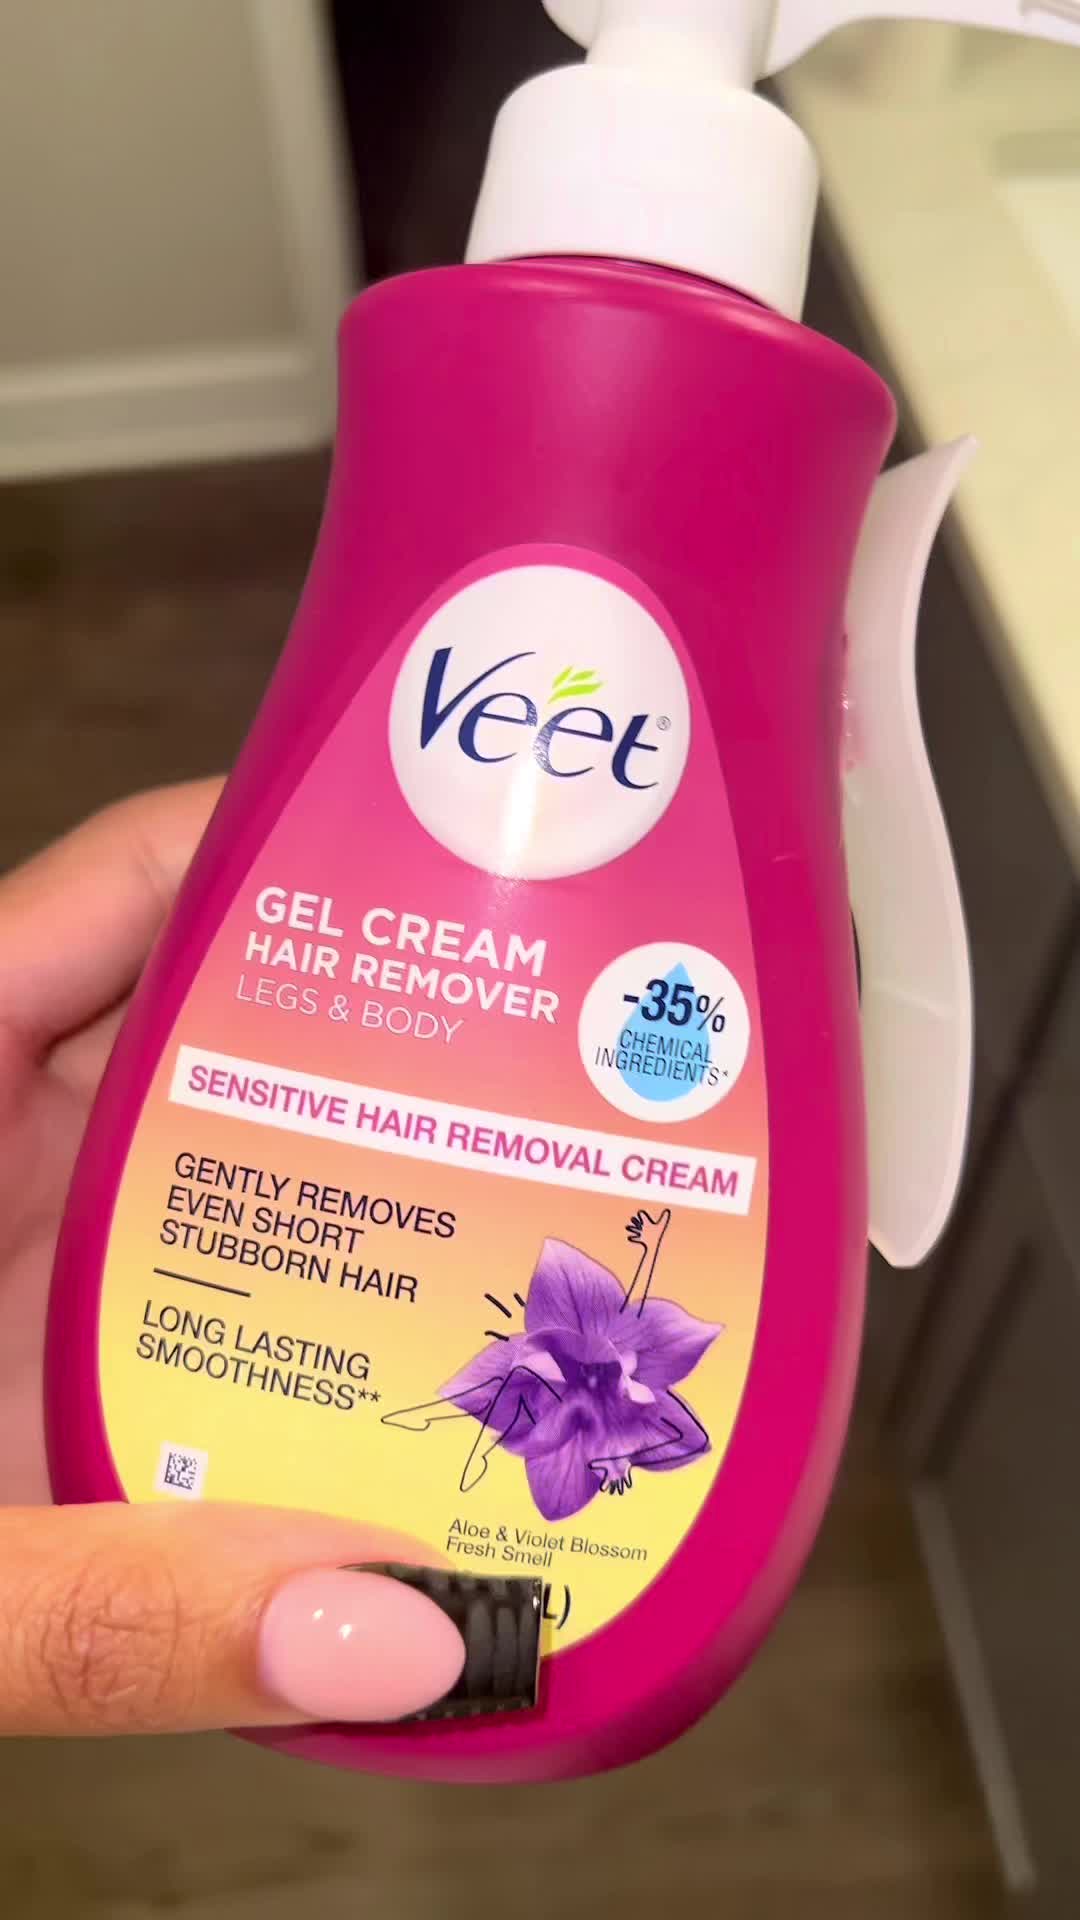 Veet®
GEL CREAM
HAIR REMOVER
LEGS & BODY
-35%
CHEMICAL
INGREDIENTS*
SENSITIVE HAIR REMOVAL CREAM
GENTLY REMOVES
EVEN SHORT
STUBBORN HAIR
LONG LASTING
SMOOTHNESS**
Aloe & Violet Blossom
Fresh Smell
L)